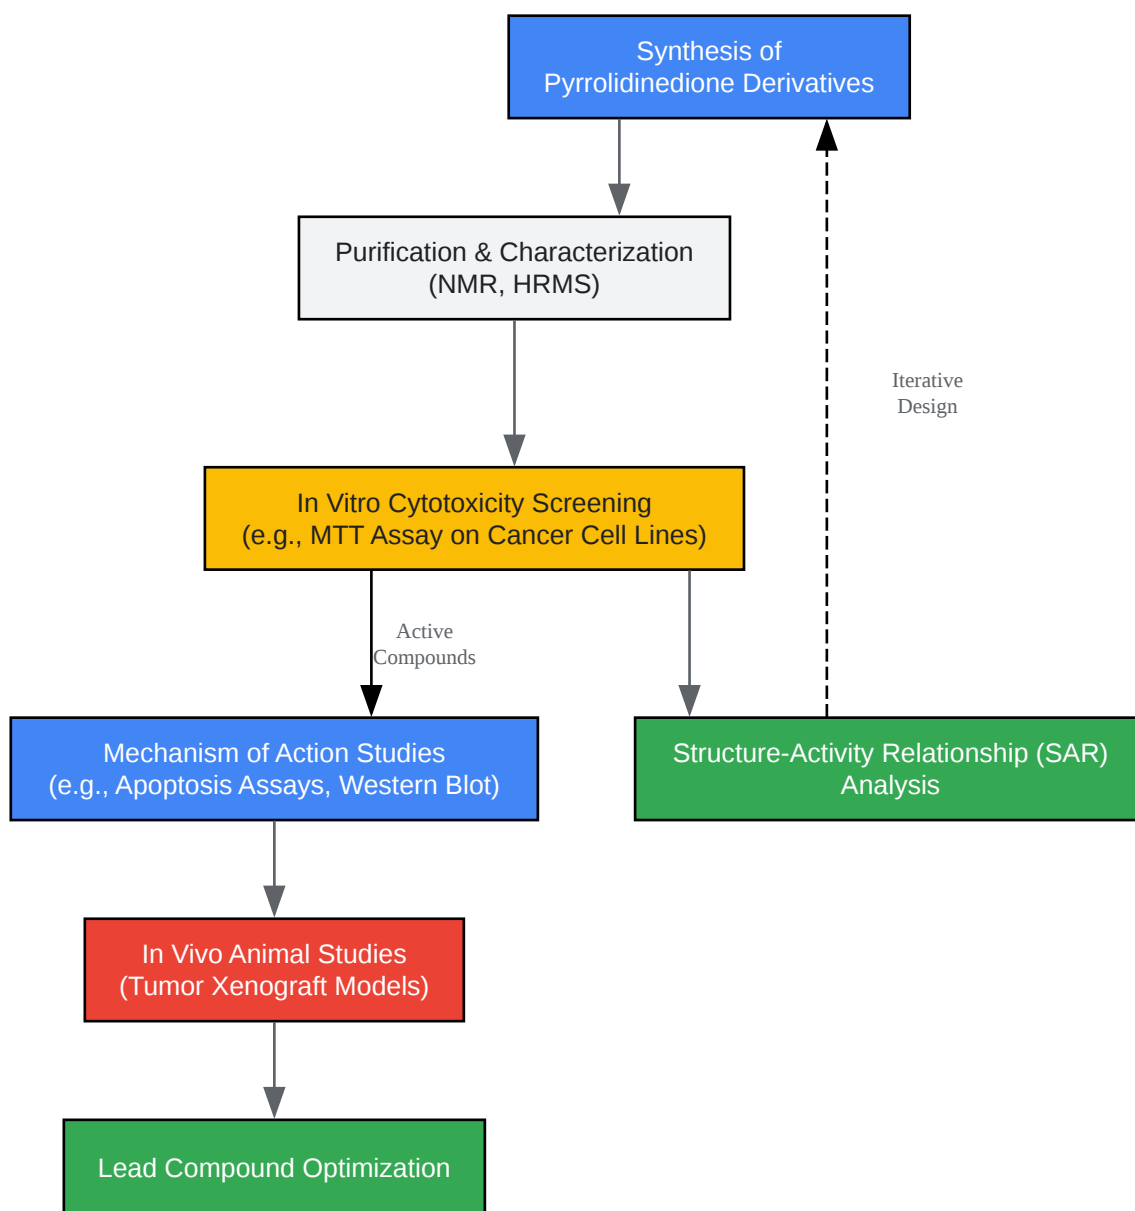 Synthesis of
Pyrrolidinedione Derivatives
Purification & Characterization
(NMR, HRMS)
Iterative
Design
In Vitro Cytotoxicity Screening
(e.g., MTT Assay on Cancer Cell Lines)
Active
Compounds
Mechanism of Action Studies
(e.g., Apoptosis Assays, Western Blot)
Structure-Activity Relationship (SAR)
Analysis
In Vivo Animal Studies
(Tumor Xenograft Models)
Lead Compound Optimization